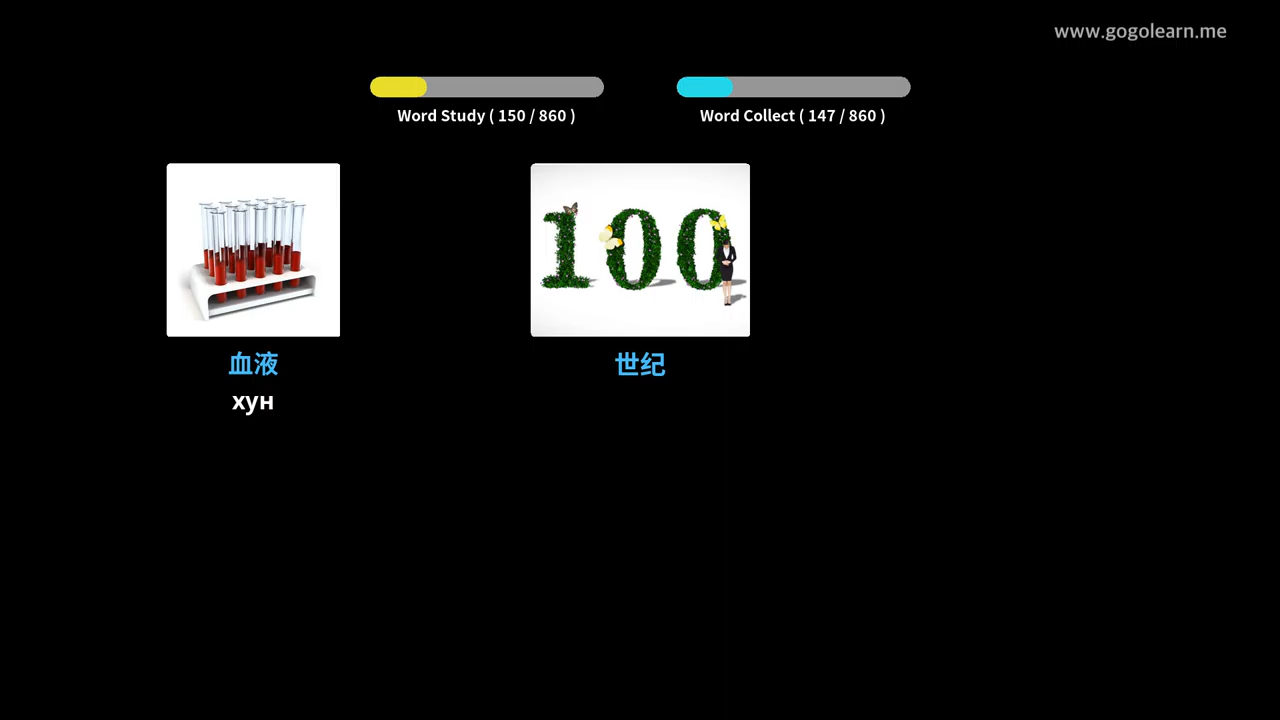 www.gogolearn.me
Word Study ( 150 / 860 )
Word Collect ( 147 / 860 )
100
血液
世纪
хун